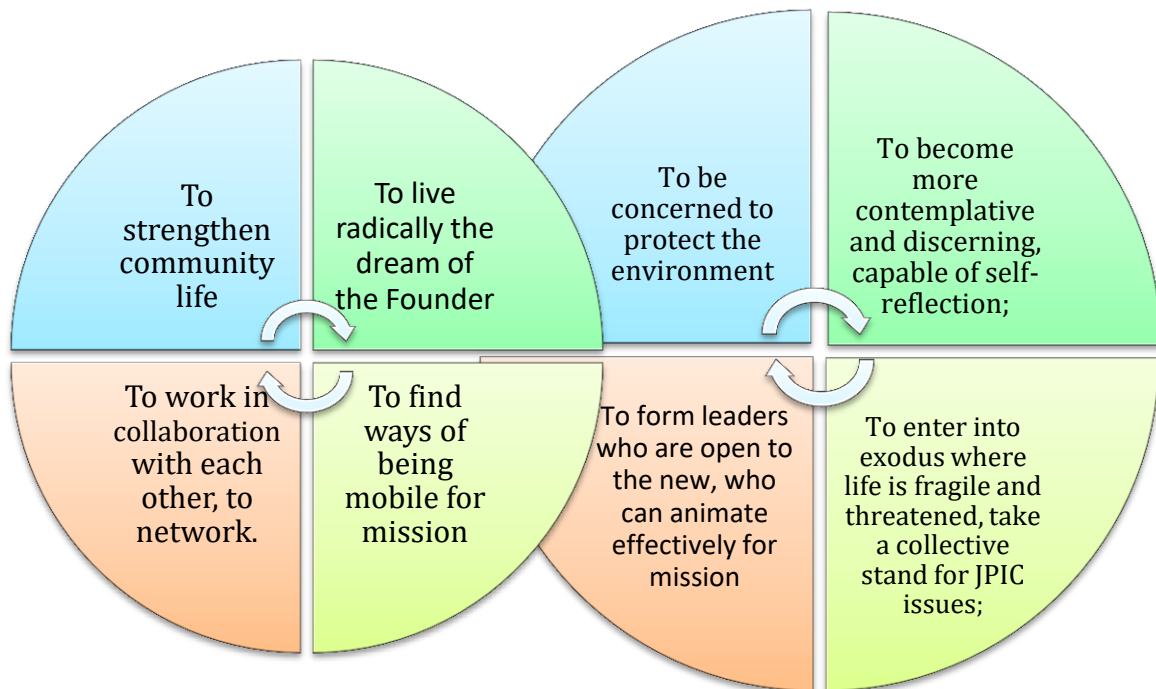 To
strengthen
community
life
To live
radically the
dream of
the Founder
To work in
collaboration
with each
other, to
network.
To find
ways of
being
mobile for
mission
To be
concerned to
protect the
environment
To become
more
contemplative
and discerning,
capable of self-
reflection;
To form leaders
who are open to
the new, who
can animate
effectively for
mission
To enter into
exodus where
life is fragile and
threatened, take
a collective
stand for JPIC
issues;